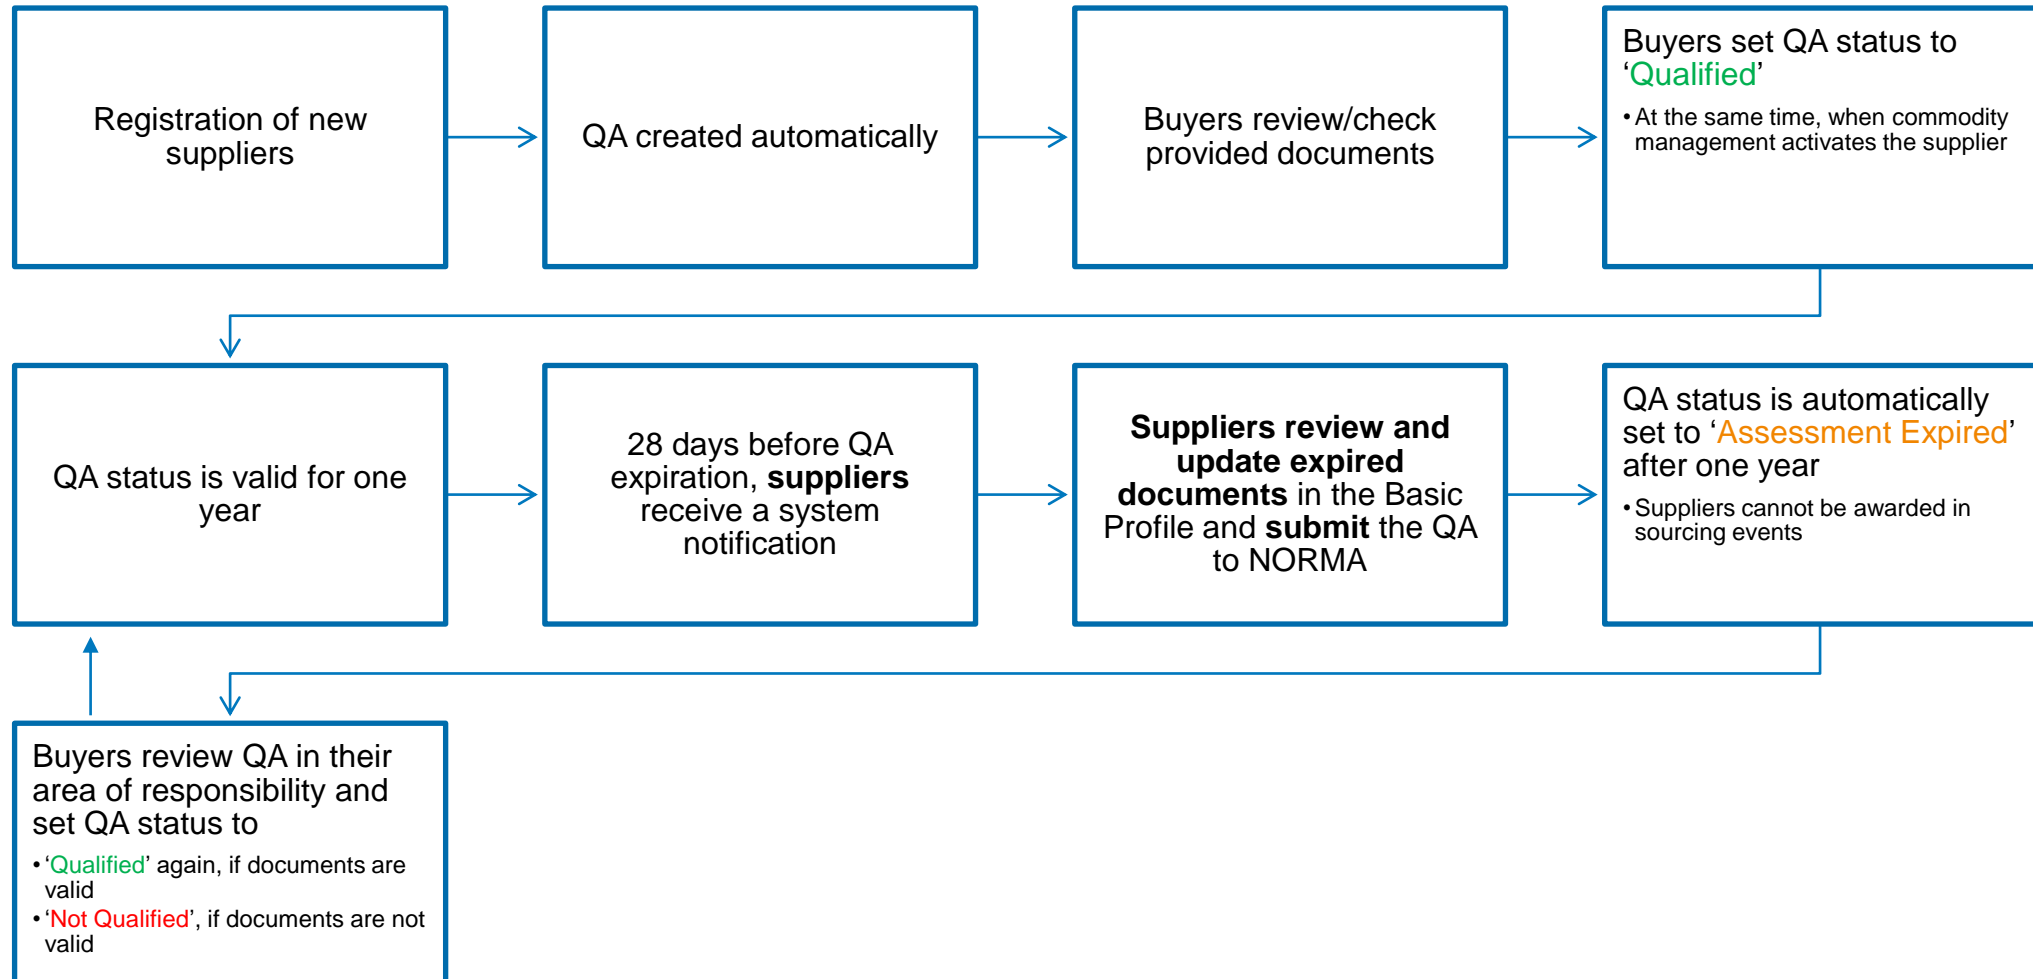 Registration of new
suppliers
QA created automatically
Buyers review/check
provided documents
Buyers set QA status to
‘Qualified’
• At the same time, when commodity
management activates the supplier
QA status is valid for one
year
28 days before QA
expiration, suppliers
receive a system
notification
Suppliers review and
update expired
documents in the Basic
Profile and submit the QA
to NORMA
QA status is automatically
set to ‘Assessment Expired’
after one year
• Suppliers cannot be awarded in
sourcing events
Buyers review QA in their
area of responsibility and
set QA status to
• ‘Qualified’ again, if documents are
valid
• ‘Not Qualified’, if documents are not
valid